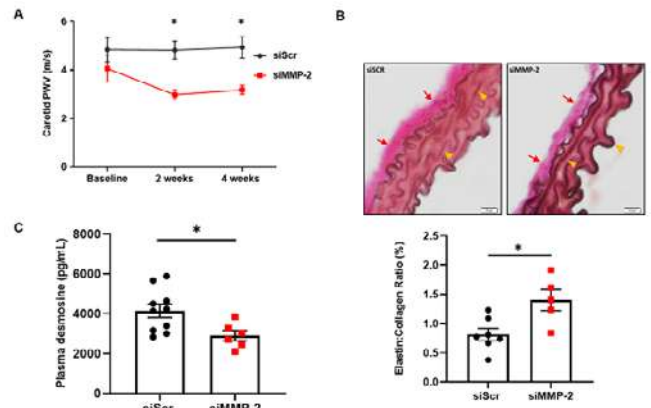 A
Carotid PWV (m/s)
6
4
2
0
Baseline
2 weeks
4 weeks
*
*
siScr
siMMP-2
B
siSCR
siMMP-2
Elastin:Collagen Ratio (%)
2.5
2.0
1.5
1.0
0.5
0.0
*
siScr
siMMP-2
C
Plasma desmosine (pg/mL)
8000
6000
4000
2000
0
*
siScr
siMMP-2